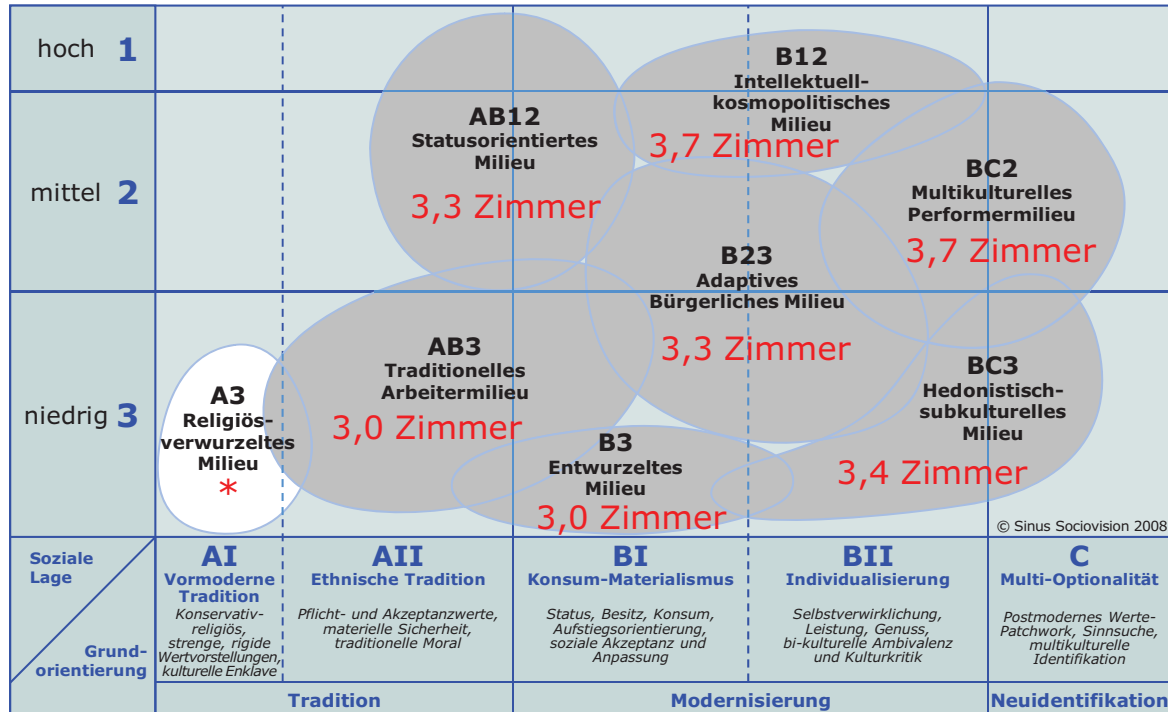 hoch 1
mittel 2
niedrig 3
B12
Intellektuell-
kosmopolitisches
Milieu
3,7 Zimmer
AB12
Statusorientiertes
Milieu
3,3 Zimmer
BC2
Multikulturelles
Performermilieu
3,7 Zimmer
B23
Adaptives
Bürgerliches Milieu
3,3 Zimmer
AB3
Traditionelles
Arbeitermilieu
3,0 Zimmer
A3
Religiös-
verwurzeltes
Milieu
*
BC3
Hedonistisch-
subkulturelles
Milieu
3,4 Zimmer
B3
Entwurzeltes
Milieu
3,0 Zimmer
© Sinus Sociovision 2008
Soziale
Lage
Grund-
orientierung
AI
Vormoderne
Tradition
Konservativ-
religiös,
strenge, rigide
Wertvorstellungen,
kulturelle Enklave
AII
Ethnische Tradition
Pflicht- und Akzeptanzwerte,
materielle Sicherheit,
traditionelle Moral
BI
Konsum-Materialismus
Status, Besitz, Konsum,
Aufstiegsorientierung,
soziale Akzeptanz und
Anpassung
BII
Individualisierung
Selbstverwirklichung,
Leistung, Genuss,
bi-kulturelle Ambivalenz
und Kulturkritik
C
Multi-Optionalität
Postmodernes Werte-
Patchwork, Sinnsuche,
multikulturelle
Identifikation
Tradition
Modernisierung
Neuidentifikation